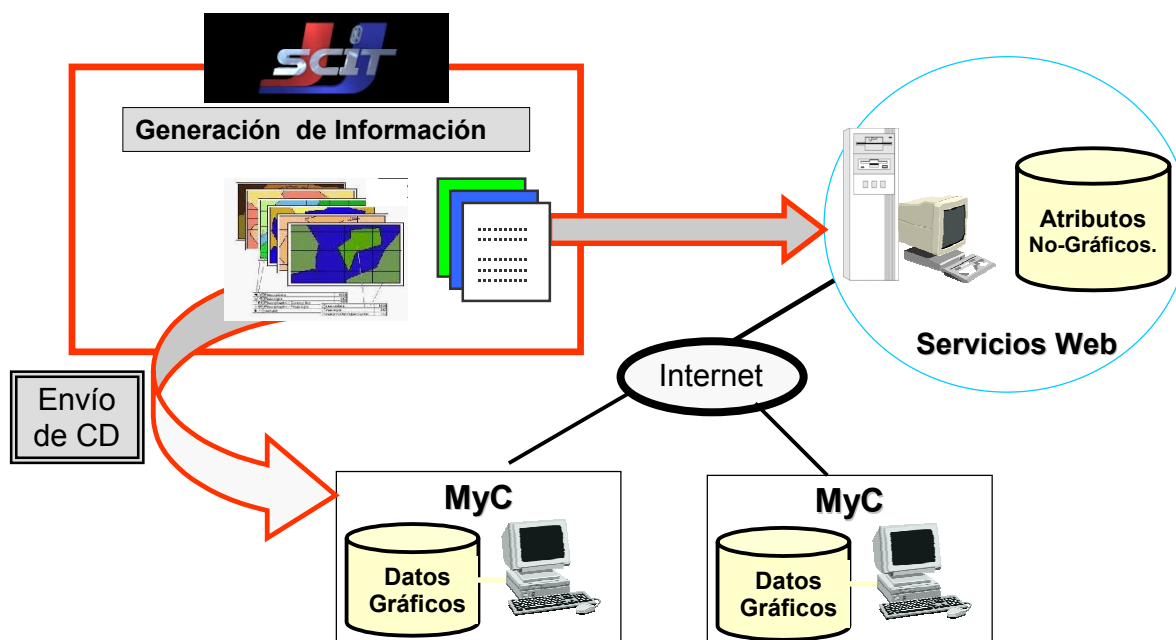 SCIT
Generación de Información
Atributos
No-Gráficos.
Servicios Web
Internet
Envío
de CD
MyC
Datos
Gráficos
MyC
Datos
Gráficos